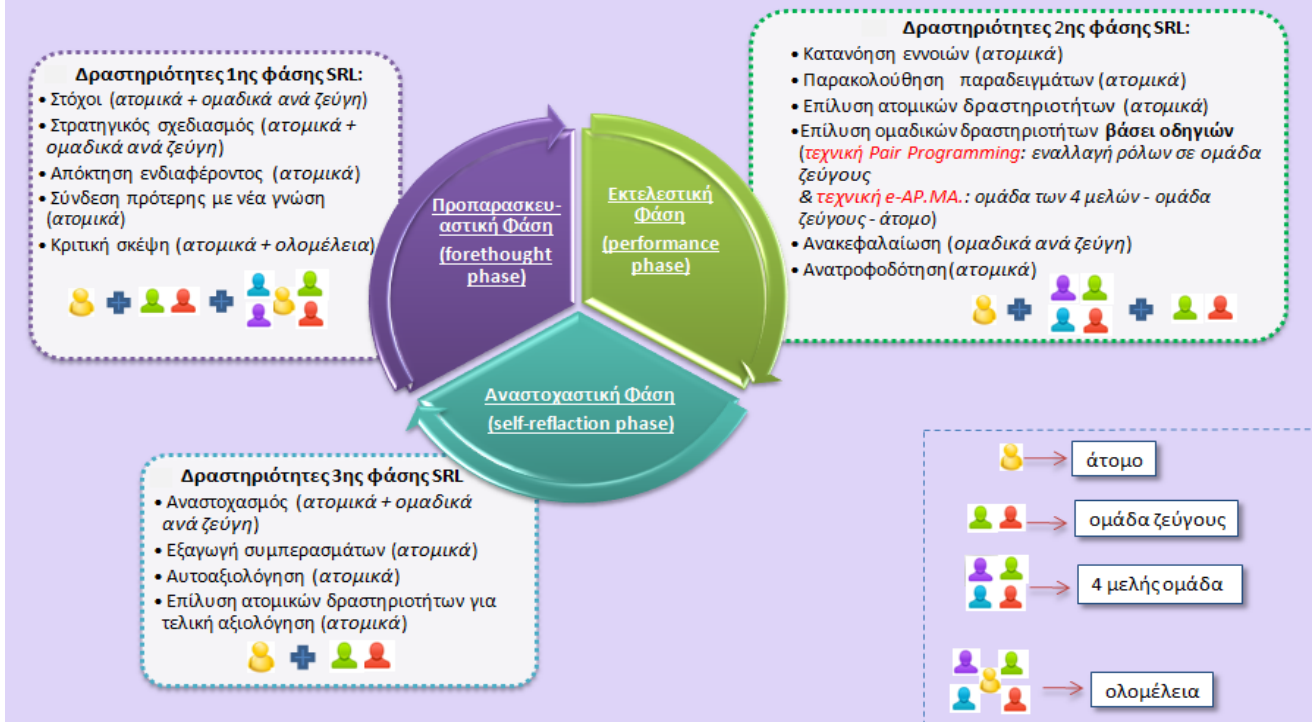 Δραστηριότητες 1ης φάσης SRL:
• Στόχοι (ατομικά + ομαδικά ανά ζεύγη)
• Στρατηγικός σχεδιασμός (ατομικά +
ομαδικά ανά ζεύγη)
• Απόκτηση ενδιαφέροντος (ατομικά)
• Σύνδεση πρότερης με νέα γνώση
(ατομικά)
• Κριτική σκέψη (ατομικά + ολομέλεια)
Προπαρασκευ-
αστική Φάση
(forethought
phase)
Εκτελεστική
Φάση
(performance
phase)
Δραστηριότητες 2ης φάσης SRL:
• Κατανόηση εννοιών (ατομικά)
• Παρακολούθηση παραδειγμάτων (ατομικά)
• Επίλυση ατομικών δραστηριοτήτων (ατομικά)
•Επίλυση ομαδικών δραστηριοτήτων βάσει οδηγιών
(τεχνική Pair Programming: εναλλαγή ρόλων σε ομάδα
ζεύγους
& τεχνική e-AP.MA.: ομάδα των 4 μελών - ομάδα
ζεύγους - άτομο)
• Ανακεφαλαίωση (ομαδικά ανά ζεύγη)
• Ανατροφοδότηση(ατομικά)
Αναστοχαστική Φάση
(self-reflaction phase)
Δραστηριότητες 3ης φάσης SRL
• Αναστοχασμός (ατομικά + ομαδικά
ανά ζεύγη)
• Εξαγωγή συμπερασμάτων (ατομικά)
• Αυτοαξιολόγηση (ατομικά)
• Επίλυση ατομικών δραστηριοτήτων για
τελική αξιολόγηση (ατομικά)
άτομο
ομάδα ζεύγους
4 μελής ομάδα
ολομέλεια